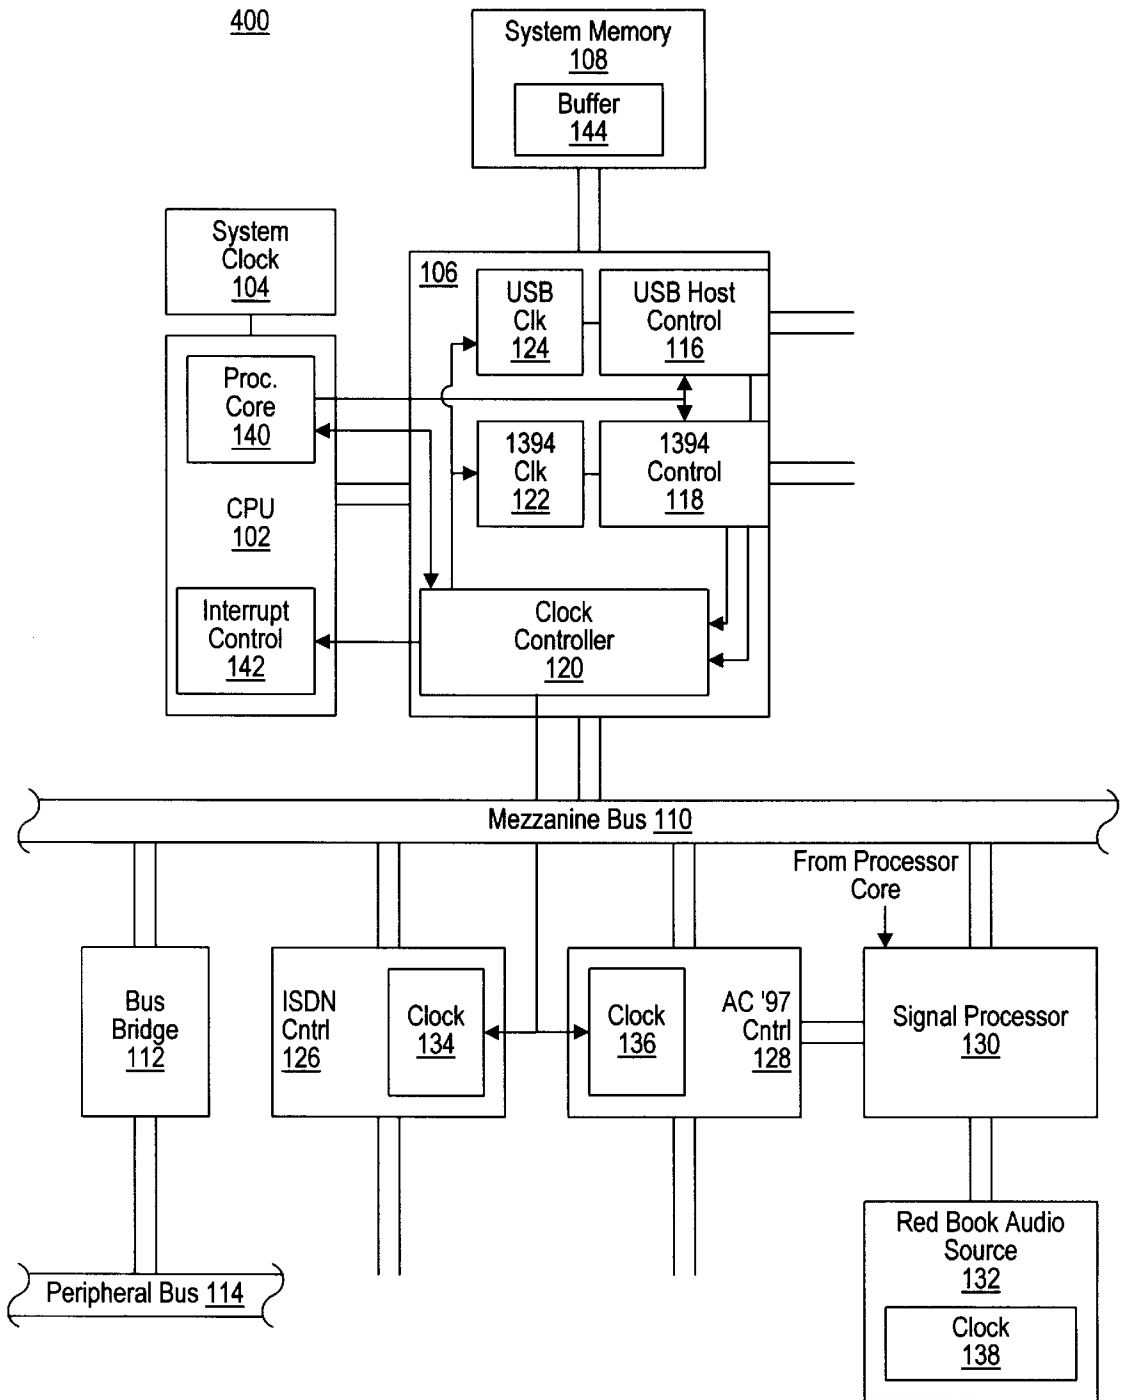 400
System Memory
108
Buffer
144
System
Clock
104
106
USB
Clk
124
USB Host
Control
116
Proc.
Core
140
1394
Clk
122
1394
Control
118
CPU
102
Interrupt
Control
142
Clock
Controller
120
Mezzanine Bus 110
From Processor
Core
Bus
Bridge
112
ISDN
Cntrl
126
Clock
134
Clock
136
AC '97
Cntrl
128
Signal Processor
130
Red Book Audio
Source
132
Clock
138
Peripheral Bus 114